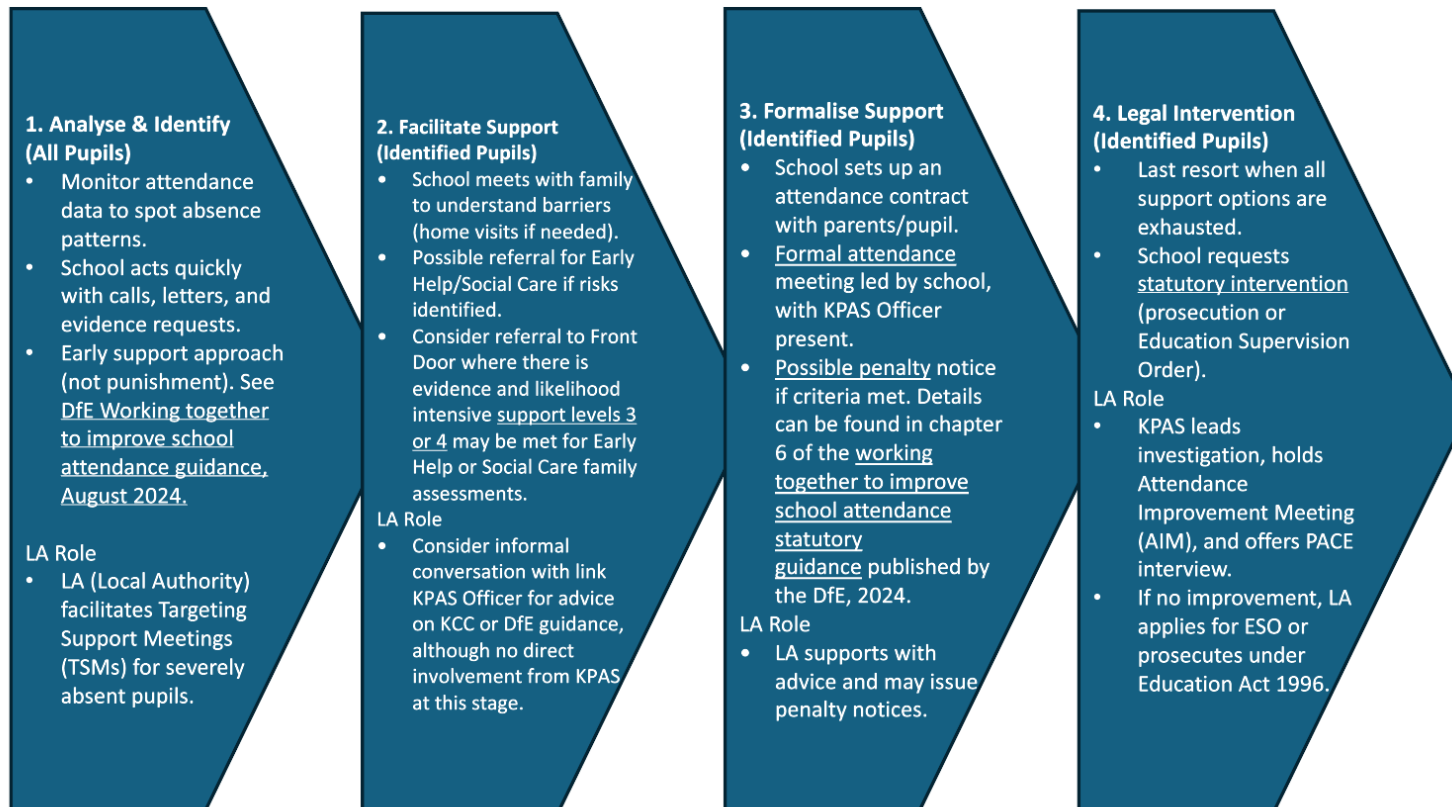 1. Analyse & Identify
(All Pupils)
• Monitor attendance
data to spot absence
patterns.
• School acts quickly
with calls, letters, and
evidence requests.
• Early support approach
(not punishment). See
DfE Working together
to improve school
attendance guidance,
August 2024.
LA Role
• LA (Local Authority)
facilitates Targeting
Support Meetings
(TSMs) for severely
absent pupils.
2. Facilitate Support
(Identified Pupils)
• School meets with family
to understand barriers
(home visits if needed).
• Possible referral for Early
Help/Social Care if risks
identified.
• Consider referral to Front
Door where there is
evidence and likelihood
intensive support levels 3
or 4 may be met for Early
Help or Social Care family
assessments.
LA Role
• Consider informal
conversation with link
KPAS Officer for advice
on KCC or DfE guidance,
although no direct
involvement from KPAS
at this stage.
3. Formalise Support
(Identified Pupils)
• School sets up an
attendance contract
with parents/pupil.
• Formal attendance
meeting led by school,
with KPAS Officer
present.
• Possible penalty notice
if criteria met. Details
can be found in chapter
6 of the working
together to improve
school attendance
statutory
guidance published by
the DfE, 2024.
LA Role
• LA supports with
advice and may issue
penalty notices.
4. Legal Intervention
(Identified Pupils)
• Last resort when all
support options are
exhausted.
• School requests
statutory intervention
(prosecution or
Education Supervision
Order).
LA Role
• KPAS leads
investigation, holds
Attendance
Improvement Meeting
(AIM), and offers PACE
interview.
• If no improvement, LA
applies for ESO or
prosecutes under
Education Act 1996.